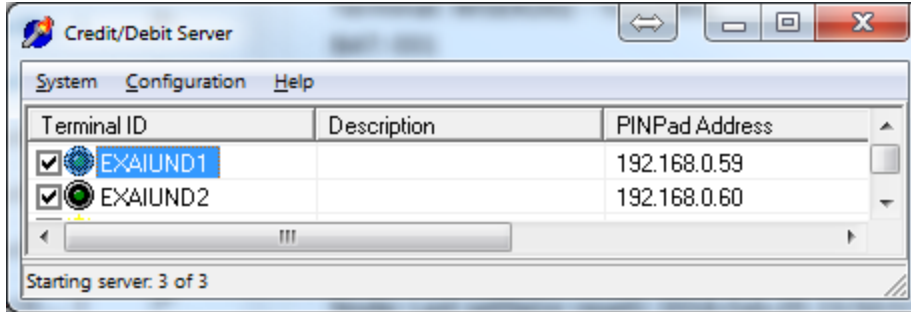 Credit/Debit Server
System Configuration Help
Terminal ID Description PINPad Address
EXAIUND1 192.168.0.59
EXAIUND2 192.168.0.60
Starting server: 3 of 3